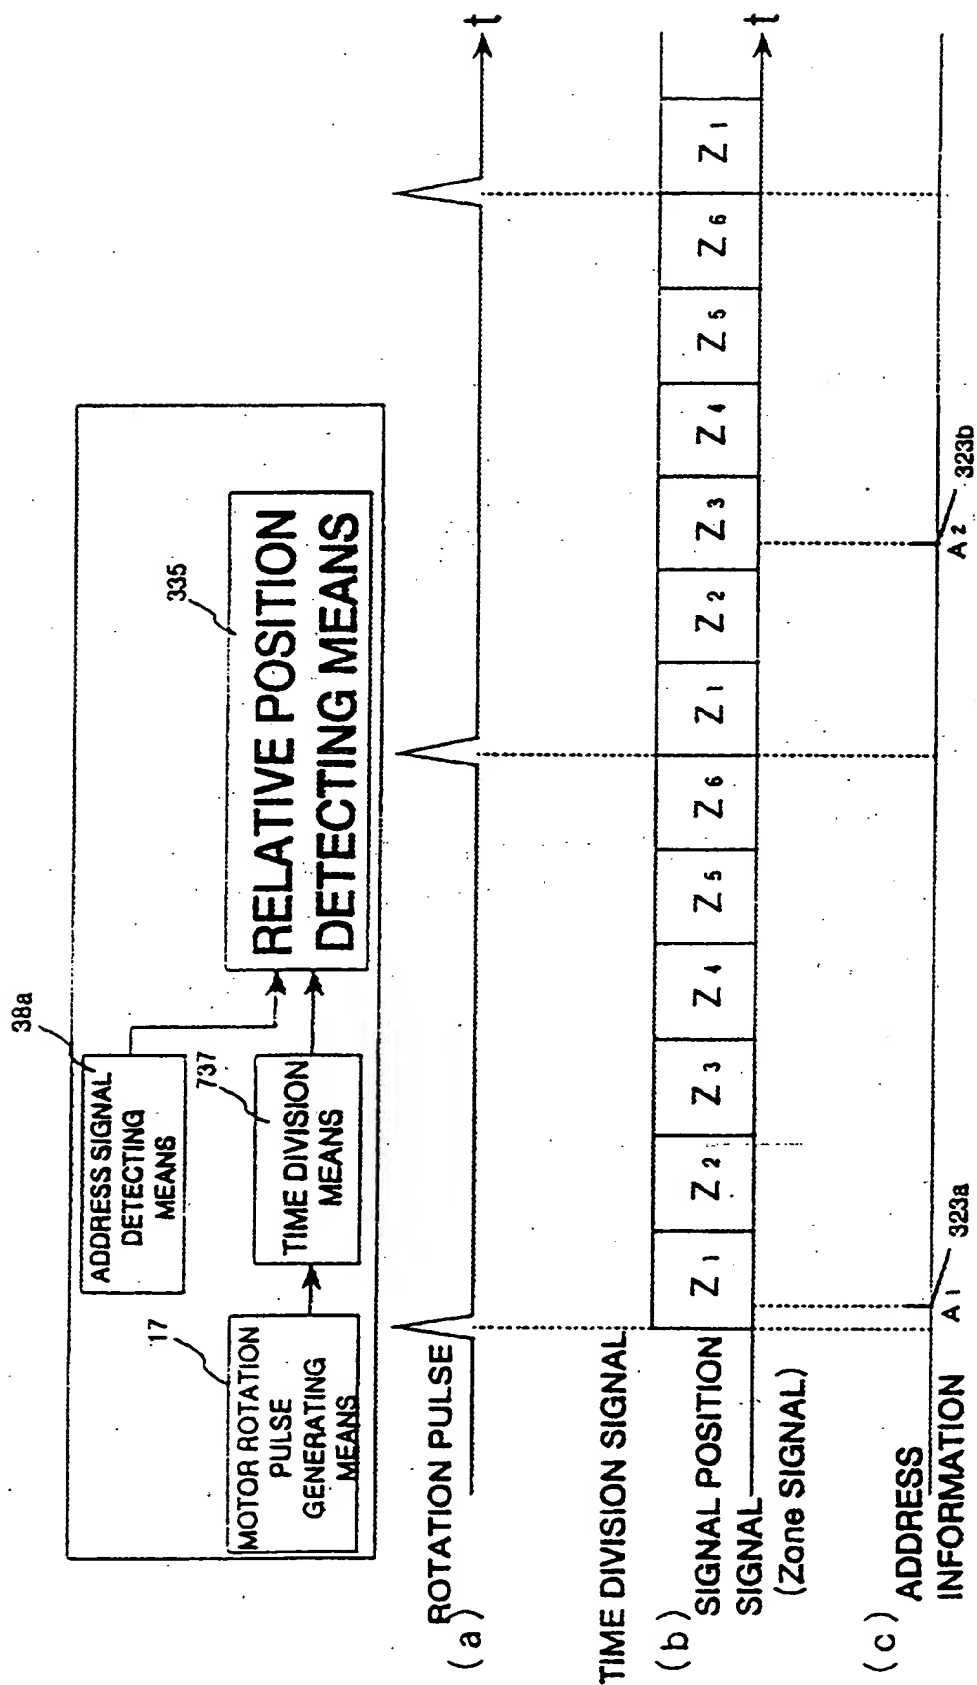 38a
ADDRESS SIGNAL
DETECTING
MEANS
17
MOTOR ROTATION
PULSE
GENERATING
MEANS
737
TIME DIVISION
MEANS
335
RELATIVE POSITION
DETECTING MEANS
ROTATION PULSE
(a)
t
TIME DIVISION SIGNAL
(b) SIGNAL POSITION
SIGNAL
(Zone SIGNAL)
Z1 Z2 Z3 Z4 Z5 Z6 Z1 Z2 Z3 Z4 Z5 Z6 Z1
t
(c) ADDRESS
INFORMATION
A1
323a
A2
323b